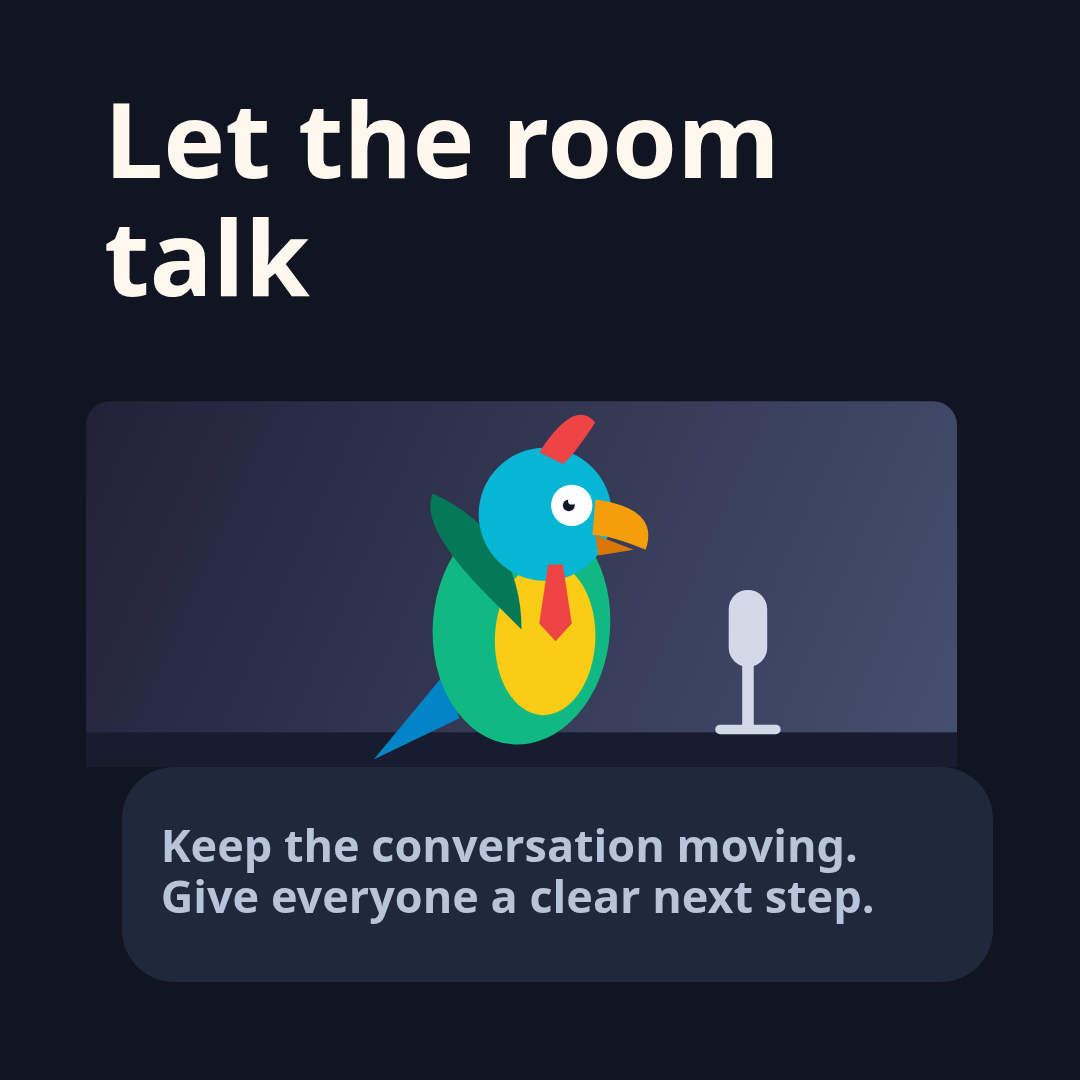 Let the room
talk
Keep the conversation moving.
Give everyone a clear next step.